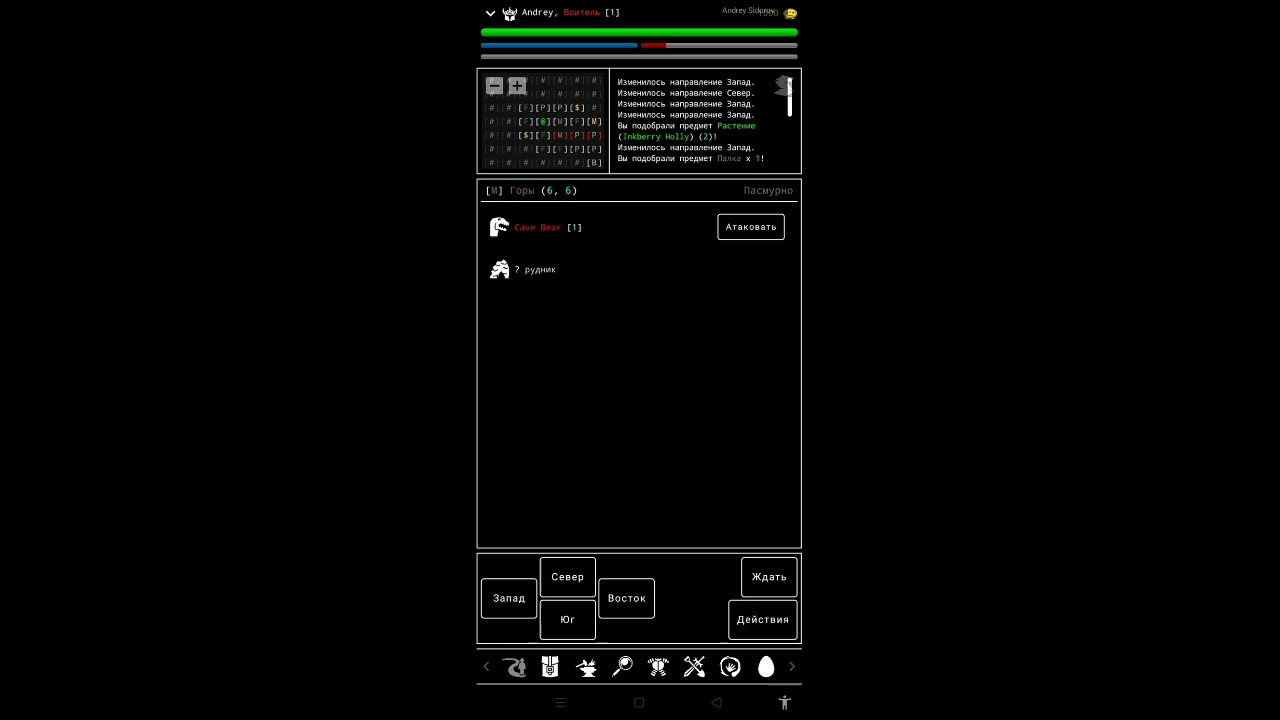 Andrey, Воитель [1]
Andrey Sidorov
Изменилось направление Запад.
Изменилось направление Север.
Изменилось направление Запад.
Изменилось направление Запад.
Вы подобрали предмет Растение
(Inkberry Holly) (2)!
Изменилось направление Запад.
Вы подобрали предмет Палка x 1!
[#][#][F][P][P][$][#]
[#][F][@][M][F][M]
[#][$][F][M][P][P]
[#][#][F][F][P][P]
[#][#][#][#][#][#][B]
[M] Горы (6, 6)
Пасмурно
Cave Bear [1]
Атаковать
? рудник
Север
Ждать
Запад
Восток
Юг
Действия